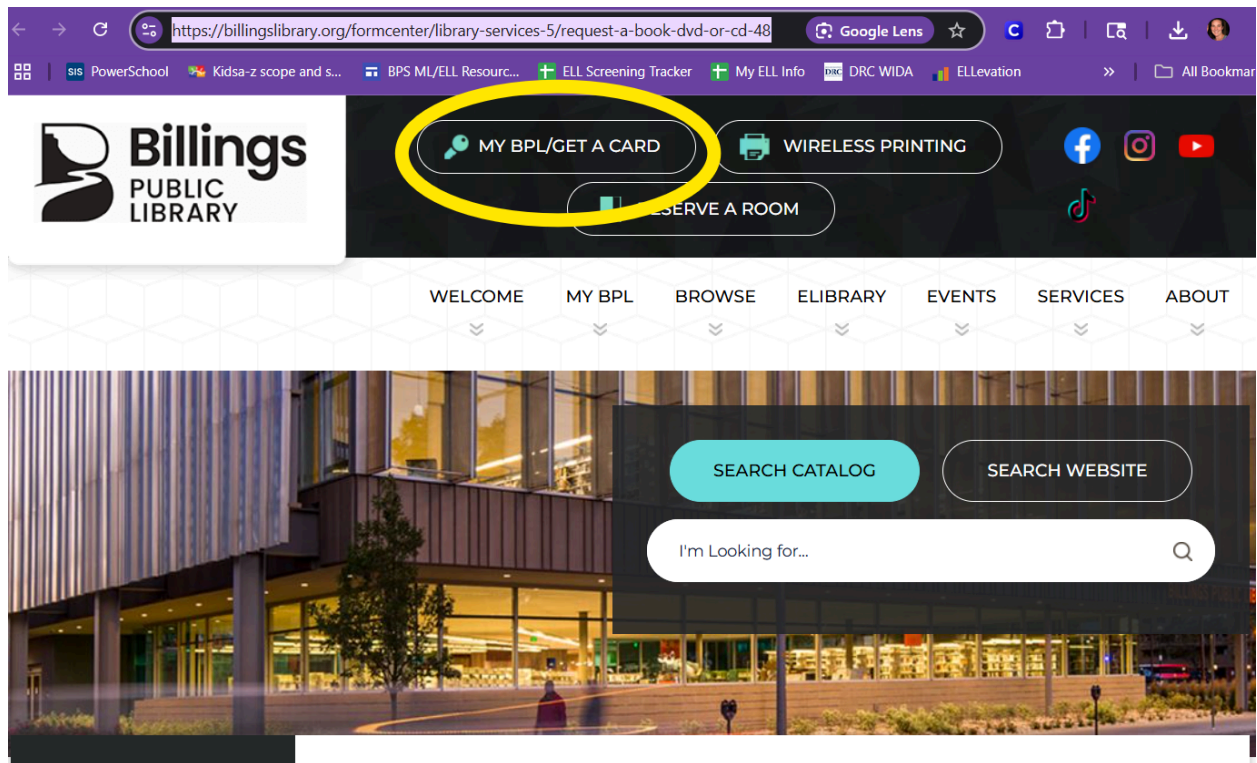 https://billingslibrary.org/formcenter/library-services-5/request-a-book-dvd-or-cd-48 Google Lens C
SIS PowerSchool Kidsa-z scope and s... BPS ML/ELL Resourc... ELL Screening Tracker My ELL Info DRC DRC WIDA ELLevation » All Bookmar
Billings
PUBLIC
LIBRARY
MY BPL/GET A CARD WIRELESS PRINTING
A ROOM
WELCOME MY BPL BROWSE ELIBRARY EVENTS SERVICES ABOUT
SEARCH CATALOG SEARCH WEBSITE
I'm Looking for...